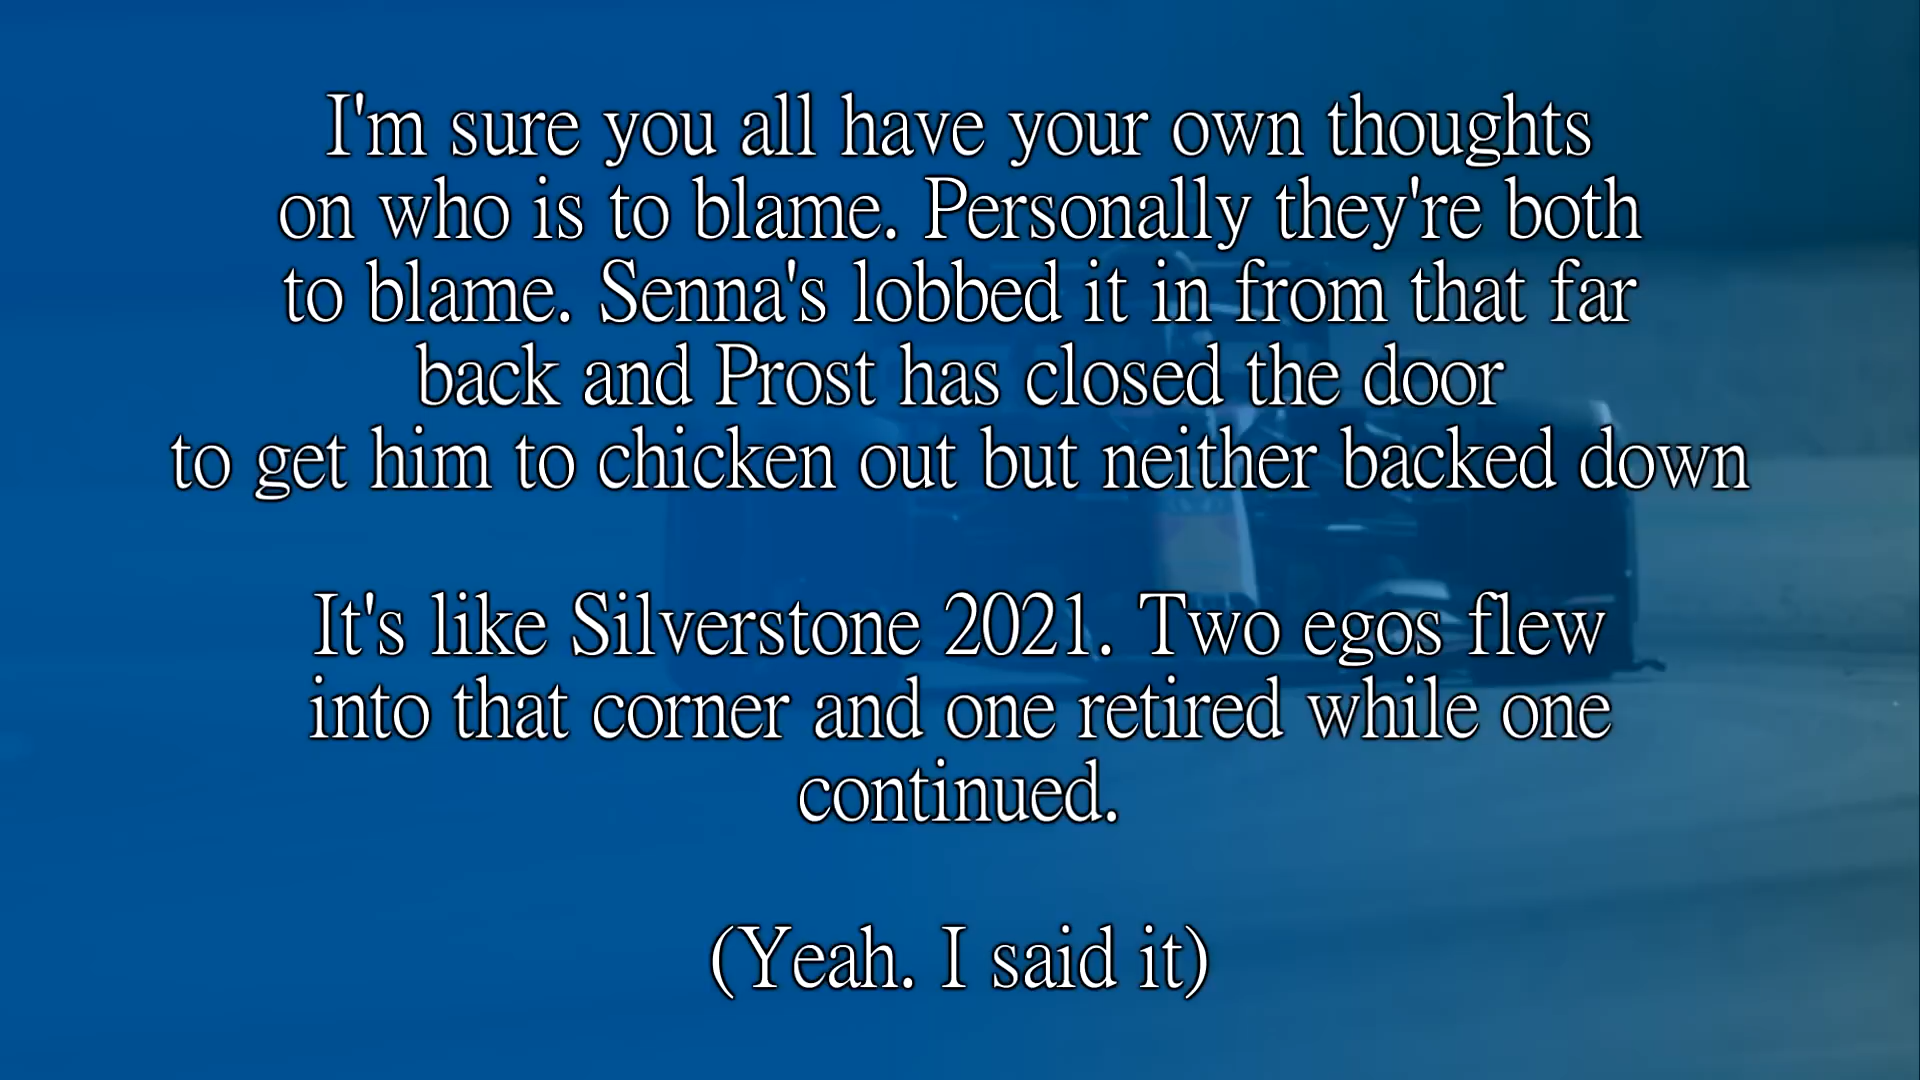 I'm sure you all have your own thoughts
on who is to blame. Personally they're both
to blame. Senna's lobbed it in from that far
back and Prost has closed the door
to get him to chicken out but neither backed down
It's like Silverstone 2021. Two egos flew
into that corner and one retired while one
continued.
(Yeah. I said it)